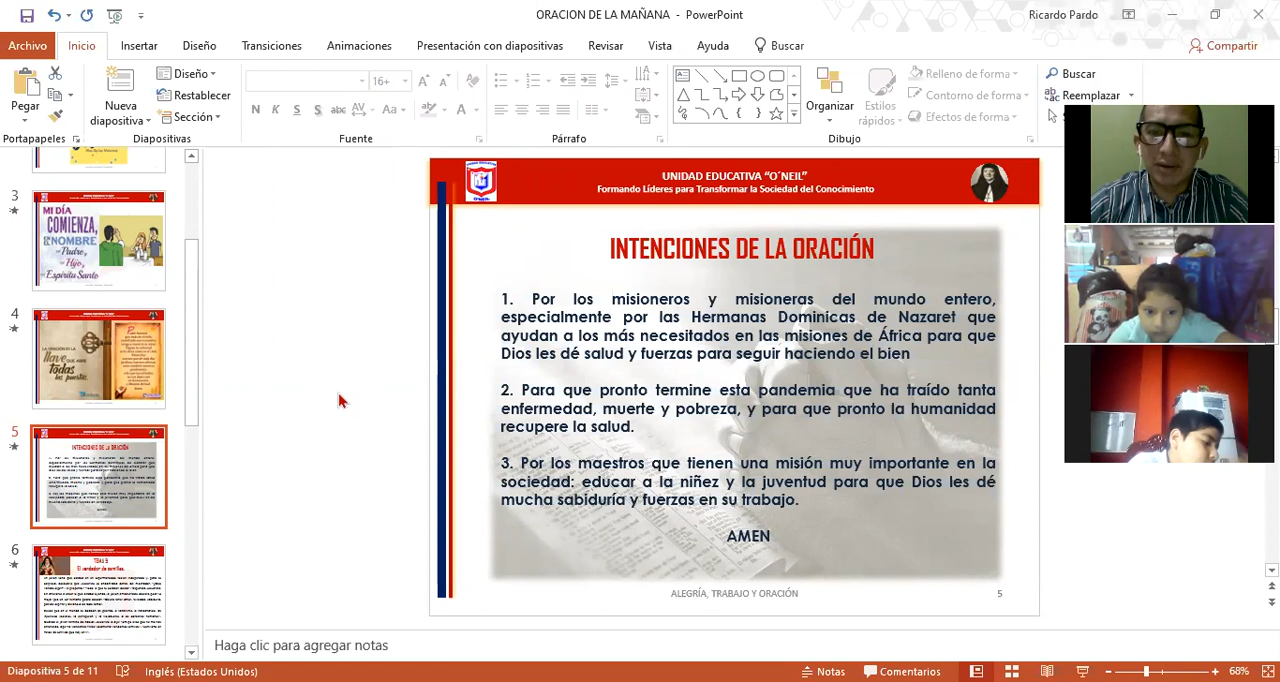 ORACION DE LA MAÑANA - PowerPoint
Ricardo Pardo
Archivo
Inicio
Insertar
Diseño
Transiciones
Animaciones
Presentación con diapositivas
Revisar
Vista
Ayuda
Buscar
Compartir
Pegar
Nueva
diapositiva
Diseño
Restablecer
Sección
16+
N K S S abc AV Aa A
Organizar
Estilos
rápidos
Relleno de forma
Contorno de forma
Efectos de forma
Buscar
Reemplazar
Portapapeles
Diapositivas
Fuente
Párrafo
Dibujo
3
MI DÍA
COMIENZA,
EN NOMBRE
del Padre,
del Hijo,
y del
Espíritu Santo
4
LA ORACIÓN ES LA
llave QUE ABRE
Todas
las puertas
5
INTENCIONES DE LA ORACIÓN
6
TEMA 5:
El vendedor de semillas.
UNIDAD EDUCATIVA “O´NEIL”
Formando Líderes para Transformar la Sociedad del Conocimiento
O'NEIL
INTENCIONES DE LA ORACIÓN
1. Por los misioneros y misioneras del mundo entero,
especialmente por las Hermanas Dominicas de Nazaret que
ayudan a los más necesitados en las misiones de África para que
Dios les dé salud y fuerzas para seguir haciendo el bien
2. Para que pronto termine esta pandemia que ha traído tanta
enfermedad, muerte y pobreza, y para que pronto la humanidad
recupere la salud.
3. Por los maestros que tienen una misión muy importante en la
sociedad: educar a la niñez y la juventud para que Dios les dé
mucha sabiduría y fuerzas en su trabajo.
AMEN
ALEGRÍA, TRABAJO Y ORACIÓN
5
Haga clic para agregar notas
Diapositiva 5 de 11
Inglés (Estados Unidos)
Notas
Comentarios
68%